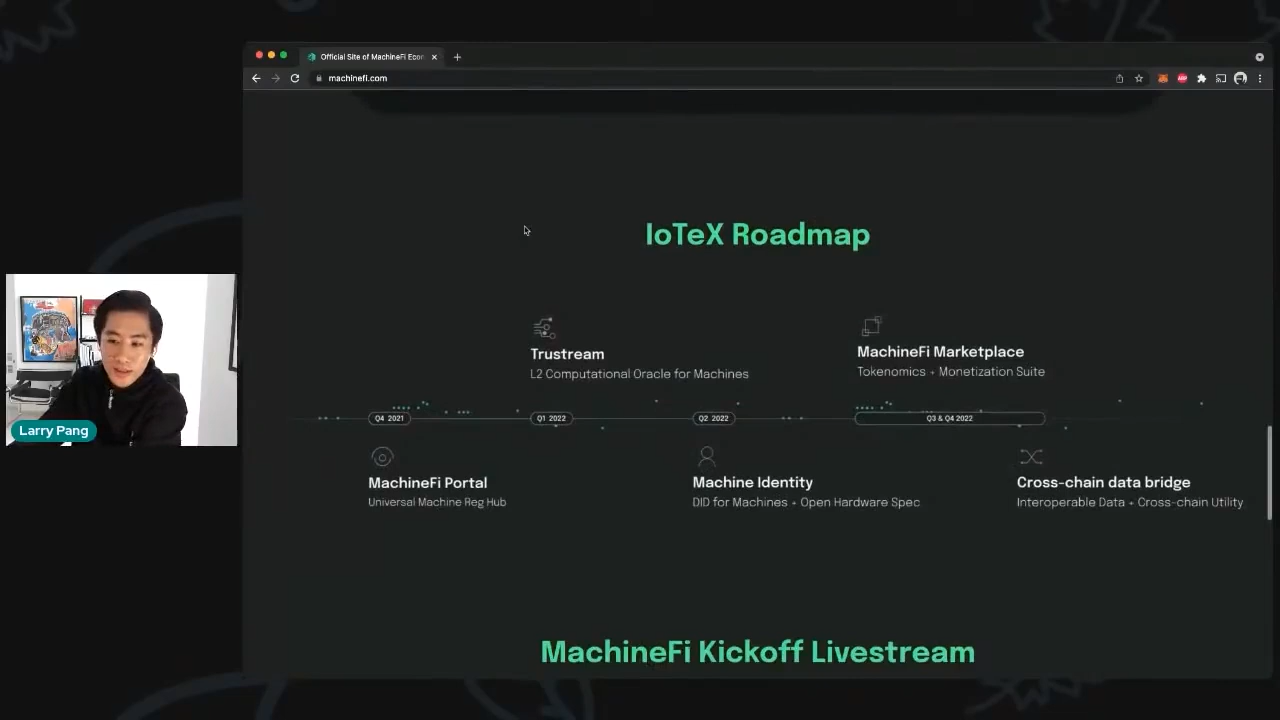 Official Site of MachineFi Econ
machinefi.com
IoTeX Roadmap
Trustream
L2 Computational Oracle for Machines
MachineFi Marketplace
Tokenomics + Monetization Suite
Q4 2021
Q1 2022
Q2 2022
Q3 & Q4 2022
MachineFi Portal
Universal Machine Reg Hub
Machine Identity
DID for Machines + Open Hardware Spec
Cross-chain data bridge
Interoperable Data + Cross-chain Utility
Larry Pang
MachineFi Kickoff Livestream